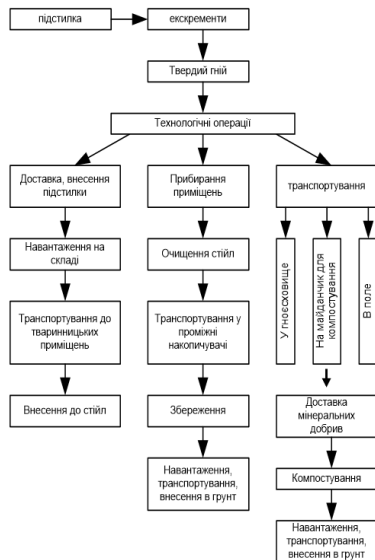 підстилка
екскременти
Твердий гній
Технологічні операції
Доставка, внесення
підстилки
Прибирання
приміщень
транспортування
Навантаження на
складі
Очищення стійл
У гноєсховище
На майданчик для
компостування
В поле
Транспортування до
тваринницьких
приміщень
Транспортування у
проміжні
накопичувачі
Внесення до стійл
Збереження
Доставка
мінеральних
добрив
Навантаження,
транспортування,
внесення в грунт
Компостування
Навантаження,
транспортування,
внесення в грунт